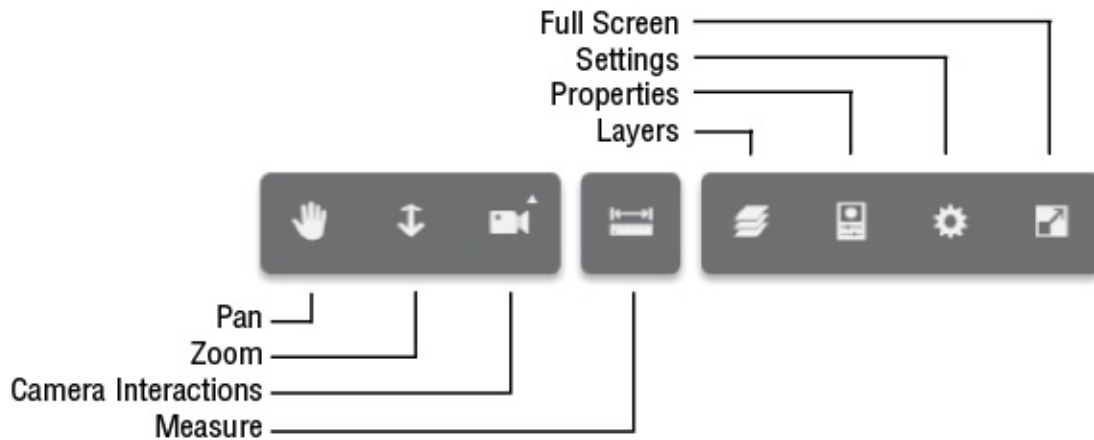 Full Screen
Settings
Properties
Layers
Pan
Zoom
Camera Interactions
Measure